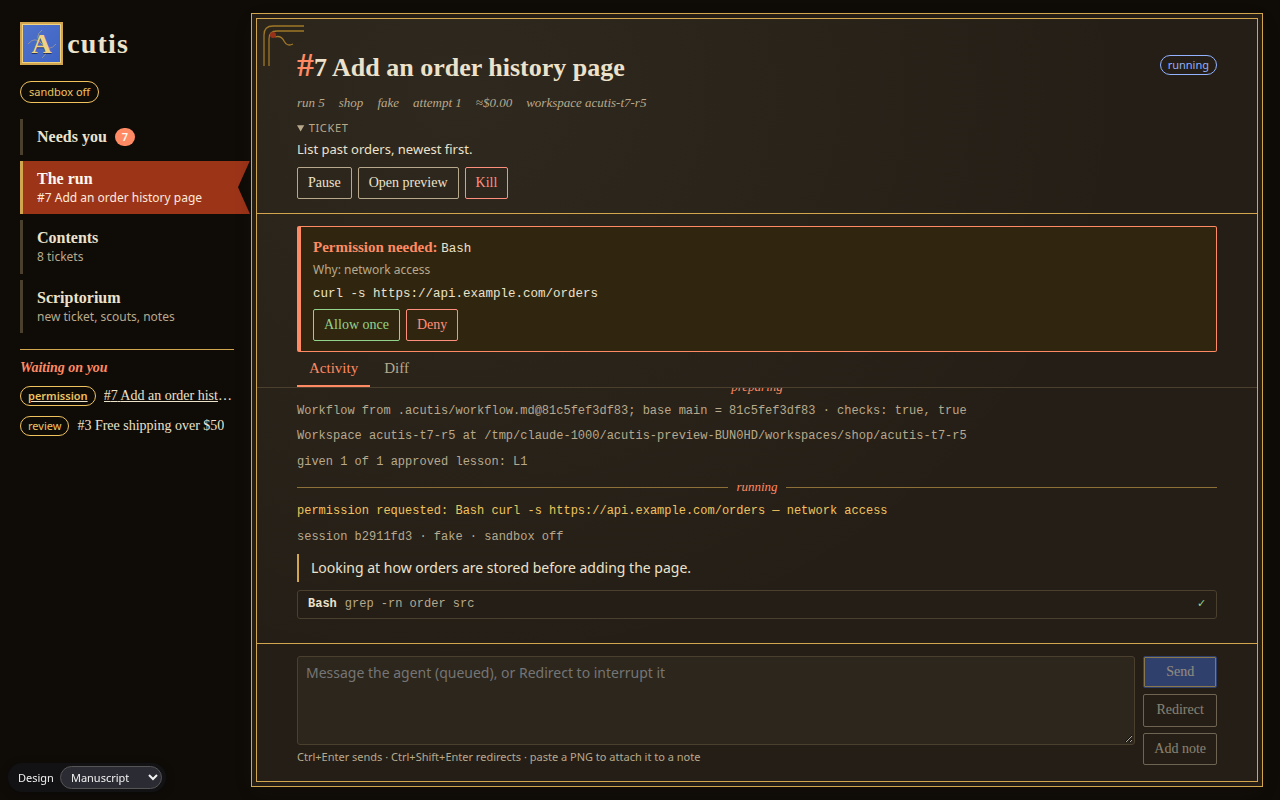 Acutis
sandbox off
Needs you 7
The run
#7 Add an order history page
Contents
8 tickets
Scriptorium
new ticket, scouts, notes
Waiting on you
permission #7 Add an order hist…
review #3 Free shipping over $50
Design Manuscript
#7 Add an order history page
running
run 5 shop fake attempt 1 ≈$0.00 workspace acutis-t7-r5
▼ TICKET
List past orders, newest first.
Pause Open preview Kill
Permission needed: Bash
Why: network access
curl -s https://api.example.com/orders
Allow once Deny
Activity Diff
preparing
Workflow from .acutis/workflow.md@81c5fef3df83; base main = 81c5fef3df83 · checks: true, true
Workspace acutis-t7-r5 at /tmp/claude-1000/acutis-preview-BUN0HD/workspaces/shop/acutis-t7-r5
given 1 of 1 approved lesson: L1
running
permission requested: Bash curl -s https://api.example.com/orders — network access
session b2911fd3 · fake · sandbox off
Looking at how orders are stored before adding the page.
Bash grep -rn order src ✓
Message the agent (queued), or Redirect to interrupt it
Send
Redirect
Add note
Ctrl+Enter sends · Ctrl+Shift+Enter redirects · paste a PNG to attach it to a note